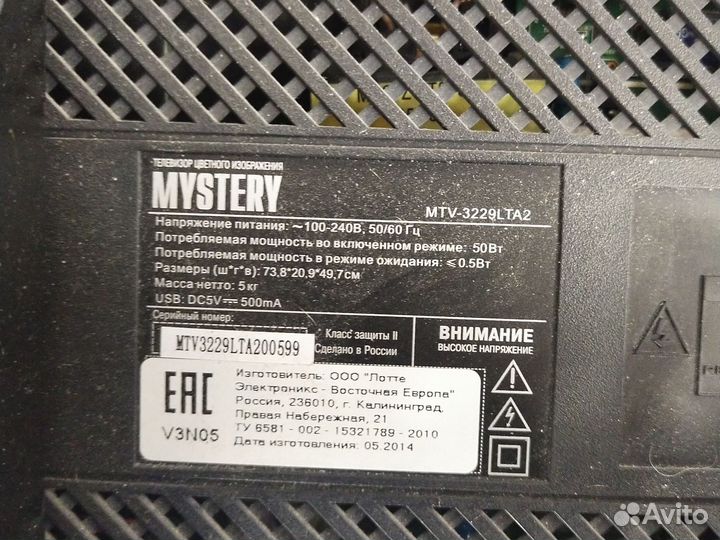 ТЕЛЕВИЗОР ЦВЕТНОГО ИЗОБРАЖЕНИЯ
MYSTERY
MTV-3229LTA2
Напряжение питания: ~100-240В, 50/60 Гц
Потребляемая мощность во включенном режиме: 50Вт
Потребляемая мощность в режиме ожидания: ≤0.5Вт
Размеры (ш*г*в): 73,8*20,9*49,7см
Масса нетто: 5кг
USB: DC5V⎓500mA
Серийный номер:
MTV3229LTA200599
Класс защиты II
Сделано в России
ВНИМАНИЕ
ВЫСОКОЕ НАПРЯЖЕНИЕ
EAC
V3N05
Изготовитель: ООО "Лотте
Электроникс - Восточная Европа"
Россия, 236010, г. Калининград,
Правая Набережная, 21
ТУ 6581 - 002 - 15321789 - 2010
Дата изготовления: 05.2014
Avito